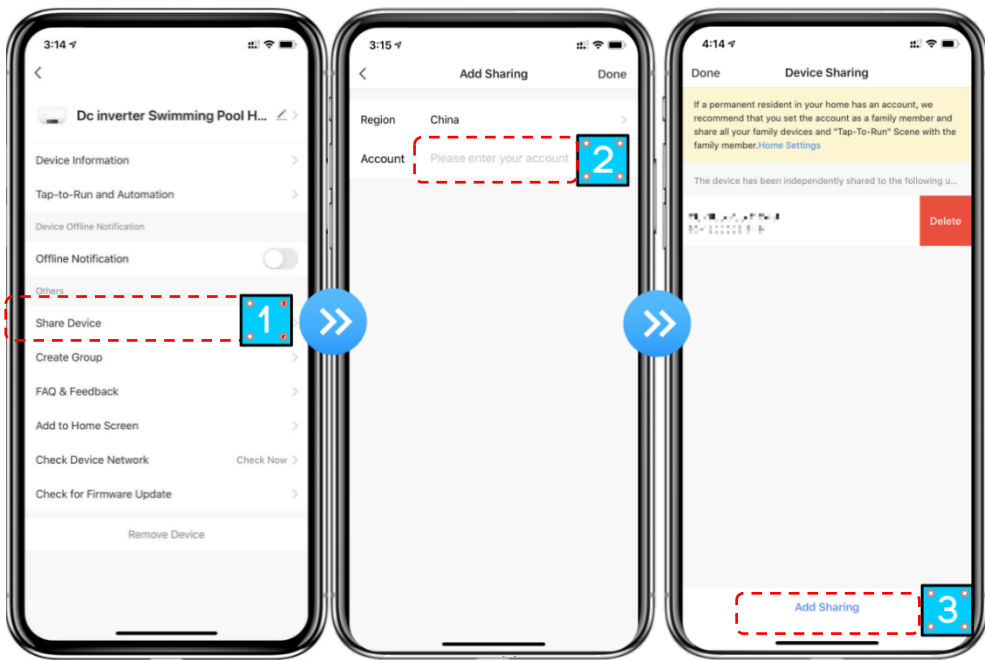 3:14
Dc inverter Swimming Pool H...
Device Information
Tap-to-Run and Automation
Device Offline Notification
Offline Notification
Others
Share Device
1
Create Group
FAQ & Feedback
Add to Home Screen
Check Device Network Check Now
Check for Firmware Update
Remove Device
3:15
Add Sharing Done
Region China
Account Please enter your account
2
4:14
Done Device Sharing
If a permanent resident in your home has an account, we
recommend that you set the account as a family member and
share all your family devices and "Tap-To-Run" Scene with the
family member.Home Settings
The device has been independently shared to the following u...
Delete
Add Sharing
3